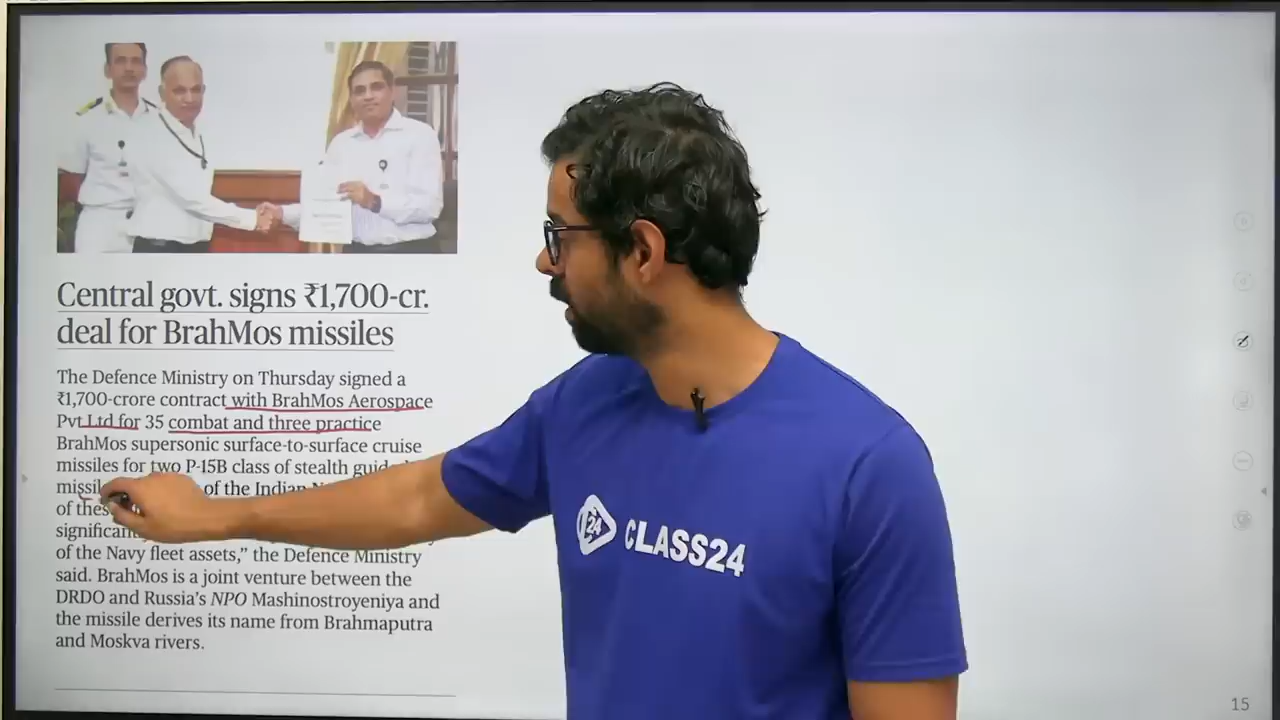 Central govt. signs ₹1,700-cr.
deal for BrahMos missiles
The Defence Ministry on Thursday signed a
₹1,700-crore contract with BrahMos Aerospace
Pvt Ltd for 35 combat and three practice
BrahMos supersonic surface-to-surface cruise
missiles for two P-15B class of stealth
of the Indian
of
of the Navy fleet assets,” the Defence Ministry
said. BrahMos is a joint venture between the
DRDO and Russia’s NPO Mashinostroyeniya and
the missile derives its name from Brahmaputra
and Moskva rivers.
24 CLASS24
15